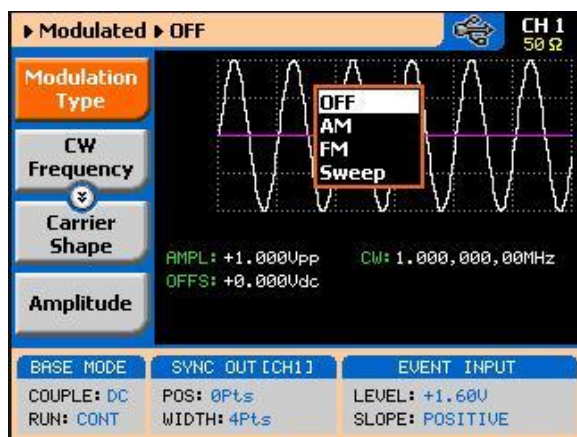 Modulated OFF
CH 1
50 Ω
Modulation
Type
CW
Frequency
Carrier
Shape
Amplitude
OFF
AM
FM
Sweep
AMPL: +1.000Vpp
CW: 1.000,000,00MHz
OFFS: +0.000Vdc
BASE MODE
COUPLE: DC
RUN: CONT
SYNC OUT [CH1]
POS: 0Pts
WIDTH: 4Pts
EVENT INPUT
LEVEL: +1.60V
SLOPE: POSITIVE